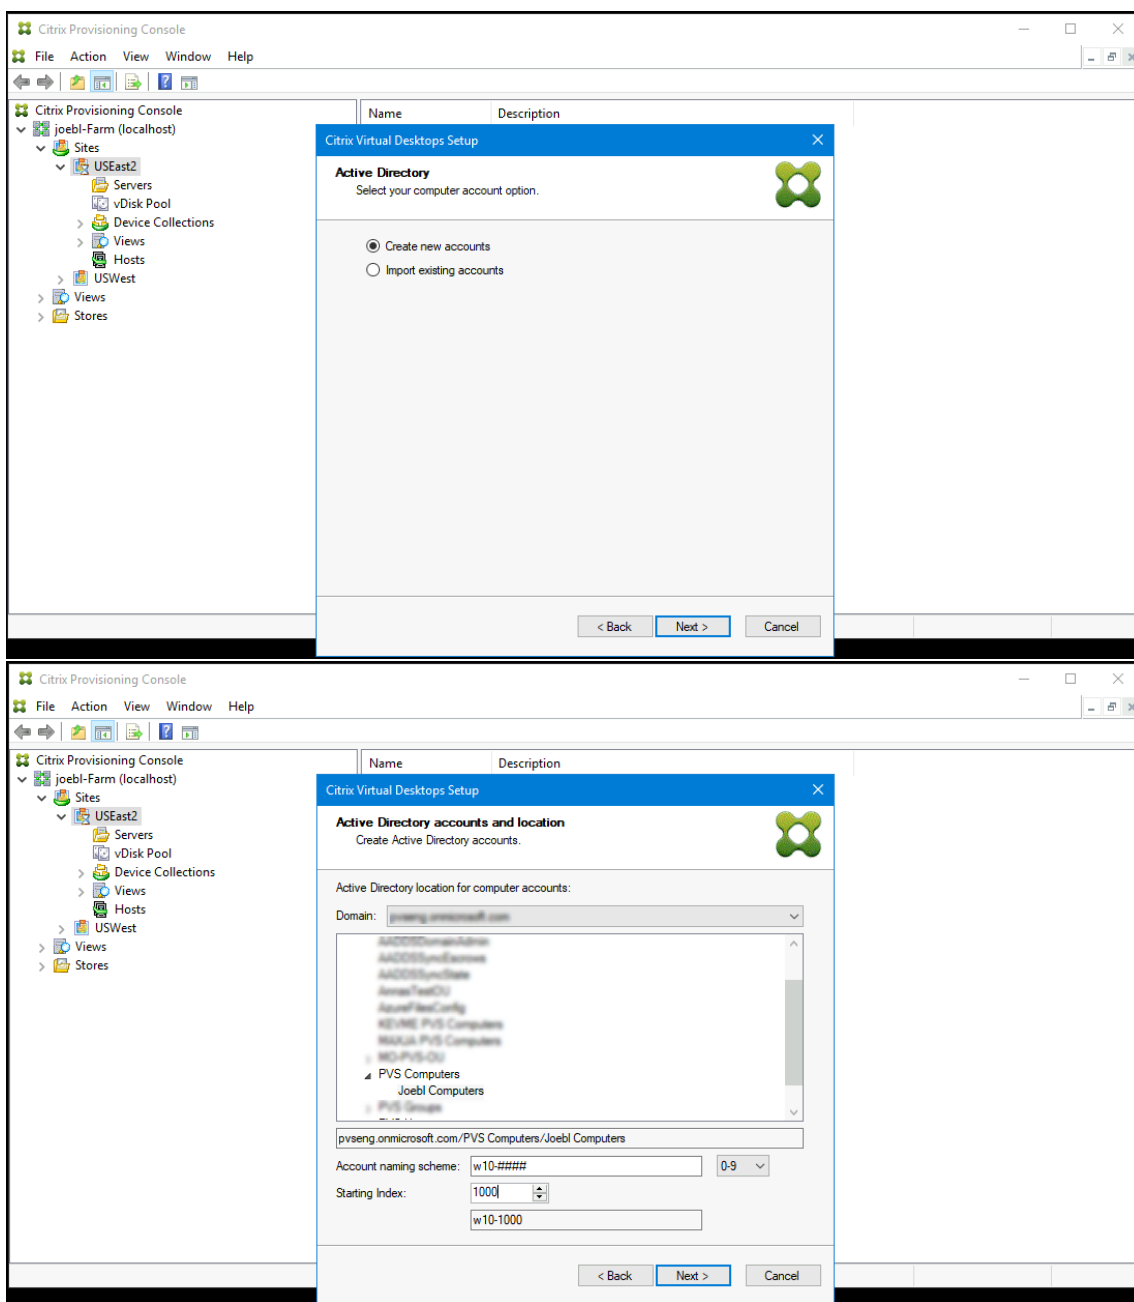 Citrix Provisioning Console
File Action View Window Help
Citrix Provisioning Console
joebl-Farm (localhost)
Sites
USEast2
Servers
vDisk Pool
Device Collections
Views
Hosts
USWest
Views
Stores
Name Description
Citrix Virtual Desktops Setup
Active Directory
Select your computer account option.
Create new accounts
Import existing accounts
< Back Next > Cancel
Citrix Provisioning Console
File Action View Window Help
Citrix Provisioning Console
joebl-Farm (localhost)
Sites
USEast2
Servers
vDisk Pool
Device Collections
Views
Hosts
USWest
Views
Stores
Name Description
Citrix Virtual Desktops Setup
Active Directory accounts and location
Create Active Directory accounts.
Active Directory location for computer accounts:
Domain:
PVS Computers
Joebl Computers
pvseng.onmicrosoft.com/PVS Computers/Joebl Computers
Account naming scheme: w10-#### 0-9
Starting Index: 1000
w10-1000
< Back Next > Cancel